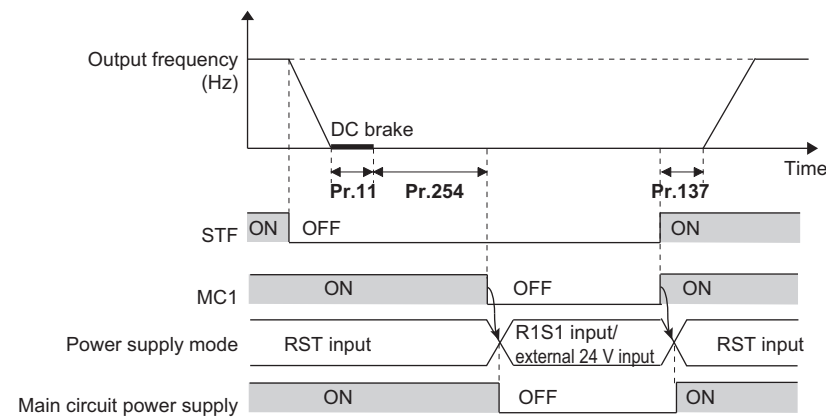 Output frequency
(Hz)
DC brake
Time
Pr.11 Pr.254 Pr.137
STF ON OFF ON
MC1 ON OFF ON
Power supply mode RST input R1S1 input/
external 24 V input RST input
Main circuit power supply ON OFF ON